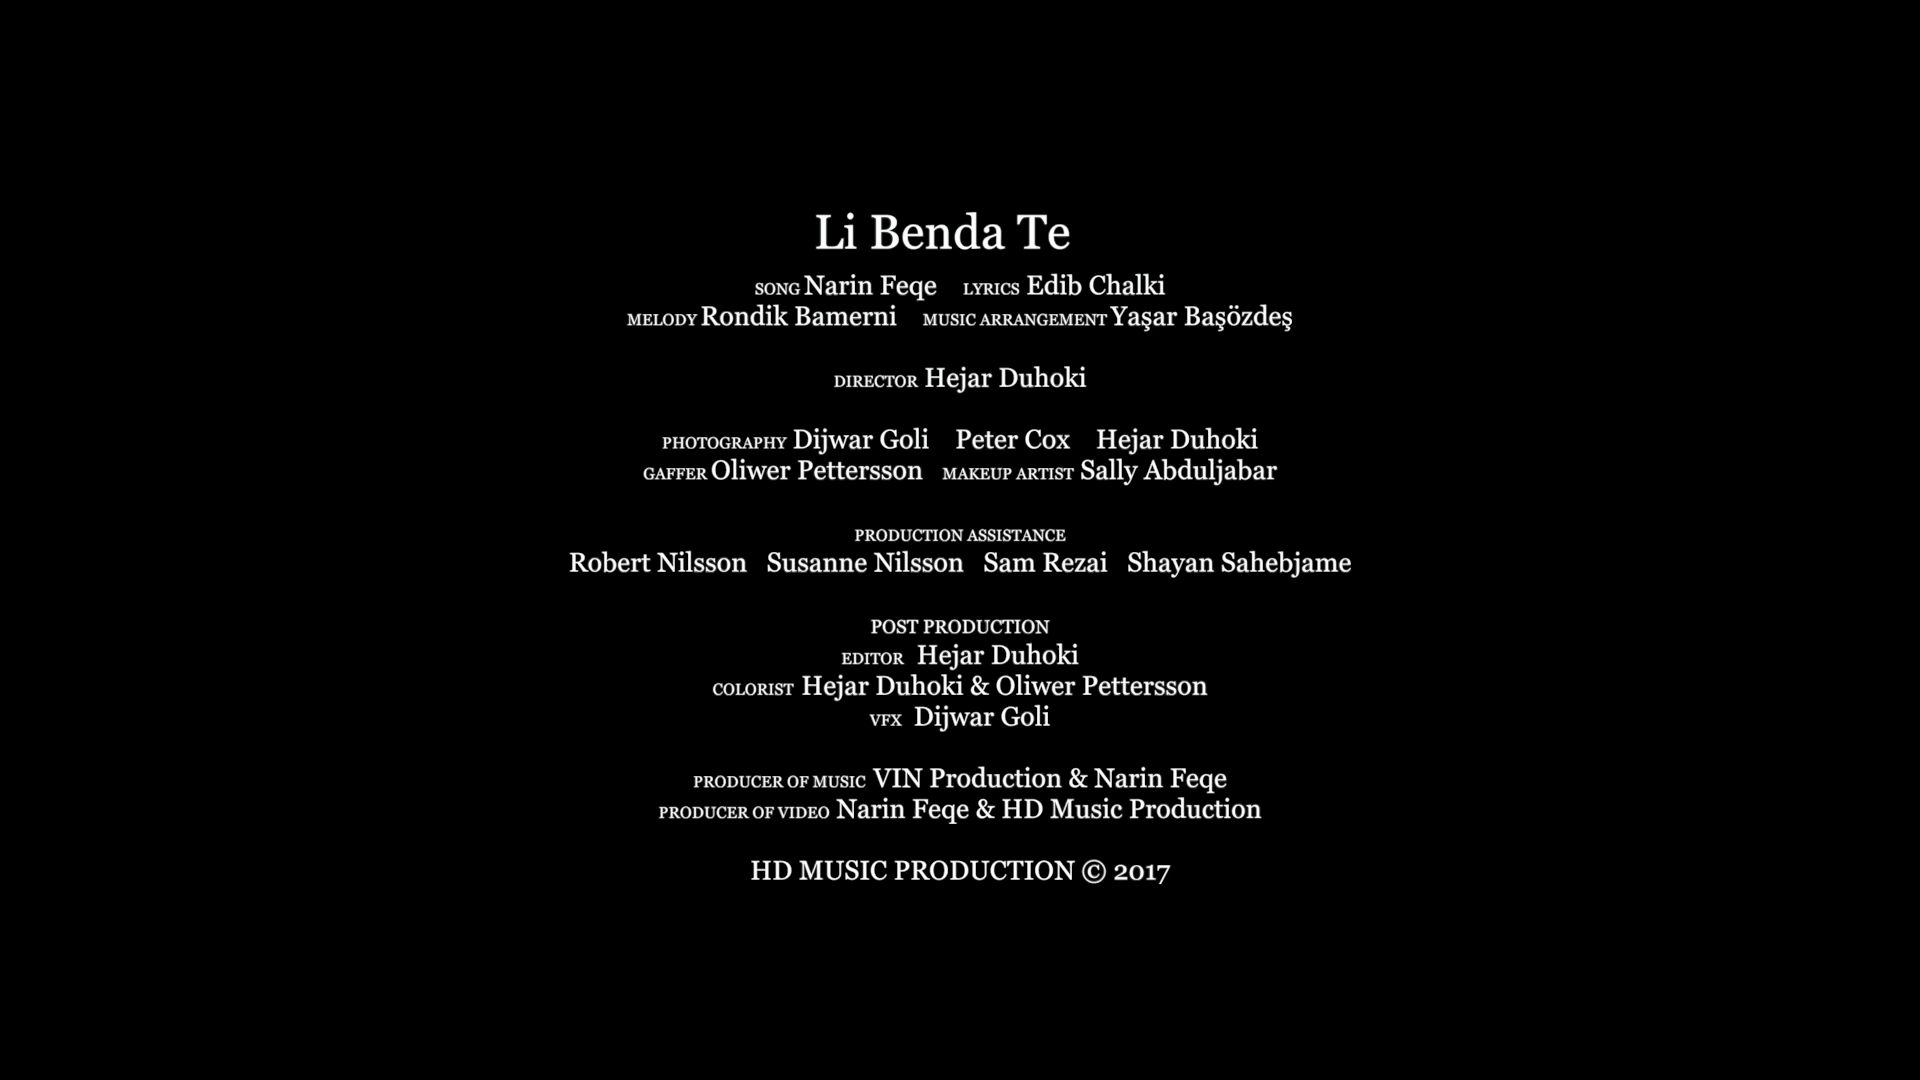 Li Benda Te
SONG Narin Feqe LYRICS Edib Chalki
MELODY Rondik Bamerni MUSIC ARRANGEMENT Yaşar Başözdeş
DIRECTOR Hejar Duhoki
PHOTOGRAPHY Dijwar Goli Peter Cox Hejar Duhoki
GAFFER Oliwer Pettersson MAKEUP ARTIST Sally Abduljabar
PRODUCTION ASSISTANCE
Robert Nilsson Susanne Nilsson Sam Rezai Shayan Sahebjame
POST PRODUCTION
EDITOR Hejar Duhoki
COLORIST Hejar Duhoki & Oliwer Pettersson
VFX Dijwar Goli
PRODUCER OF MUSIC VIN Production & Narin Feqe
PRODUCER OF VIDEO Narin Feqe & HD Music Production
HD MUSIC PRODUCTION © 2017